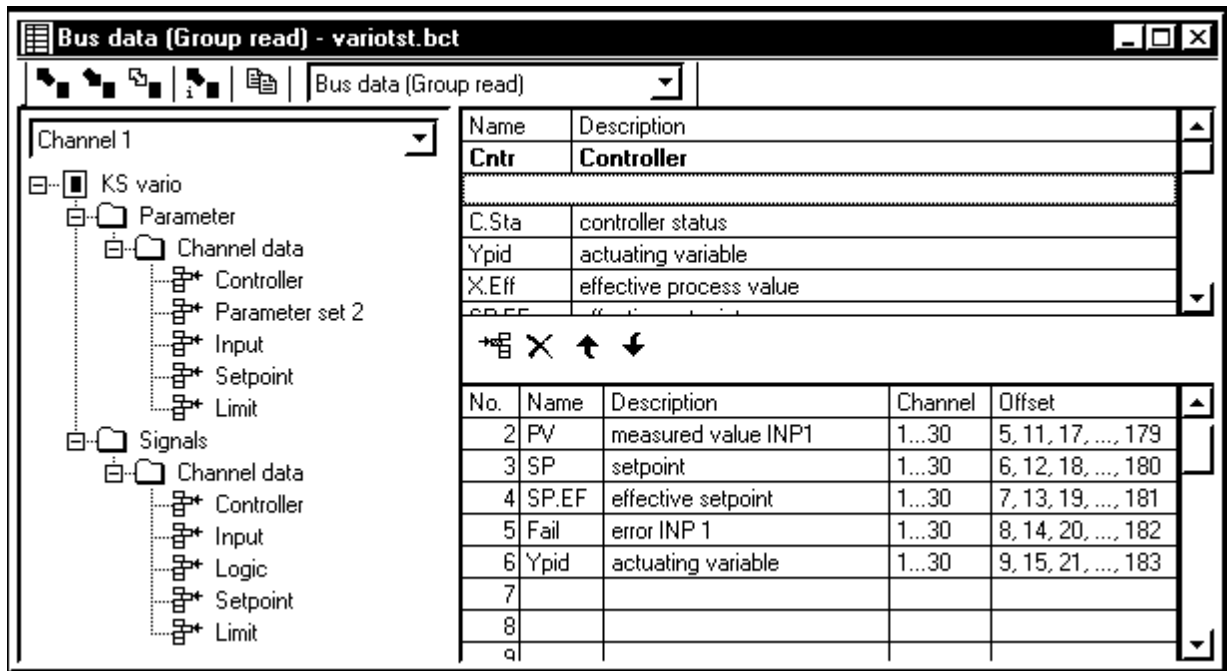 Bus data (Group read) - variotst.bct
Bus data (Group read)
Channel 1
KS vario
Parameter
Channel data
Controller
Parameter set 2
Input
Setpoint
Limit
Signals
Channel data
Controller
Input
Logic
Setpoint
Limit
Name Description
Cntr Controller
C.Sta controller status
Ypid actuating variable
X.Eff effective process value
No. Name Description Channel Offset
2 PV measured value INP1 1...30 5, 11, 17, ..., 179
3 SP setpoint 1...30 6, 12, 18, ..., 180
4 SP.EF effective setpoint 1...30 7, 13, 19, ..., 181
5 Fail error INP 1 1...30 8, 14, 20, ..., 182
6 Ypid actuating variable 1...30 9, 15, 21, ..., 183
7
8